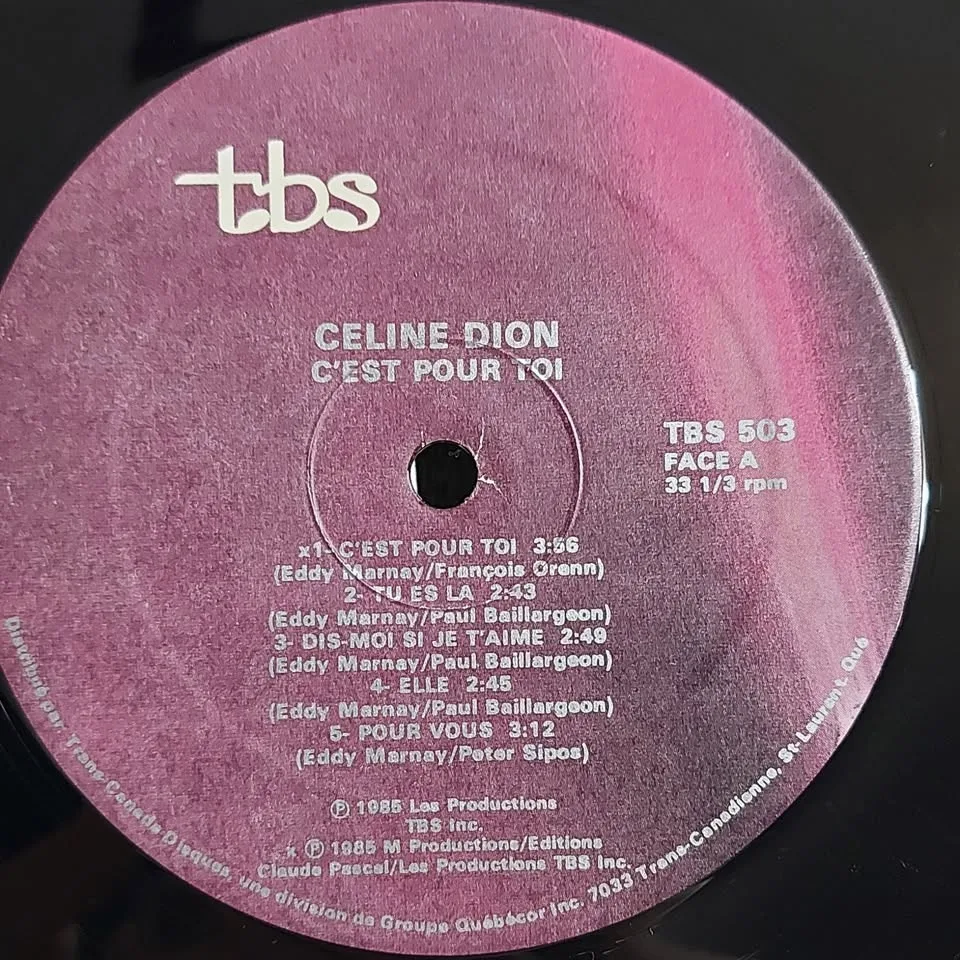 tbs
CELINE DION
C'EST POUR TOI
TBS 503
FACE A
33 1/3 rpm
x1- C'EST POUR TOI 3:56
(Eddy Marnay/François Orenn)
2- TU ES LA 2:43
(Eddy Marnay/Paul Baillargeon)
3- DIS-MOI SI JE T'AIME 2:49
(Eddy Marnay/Paul Baillargeon)
4- ELLE 2:45
(Eddy Marnay/Paul Baillargeon)
5- POUR VOUS 3:12
(Eddy Marnay/Peter Sipos)
℗ 1985 Les Productions
TBS Inc.
x ℗ 1985 M Productions/Editions
Claude Pascal/Les Productions TBS Inc.
Distribué par Trans-Canada Disques, une division de Groupe Québécor Inc. 7033 Trans-Canadienne, St-Laurent, Qué